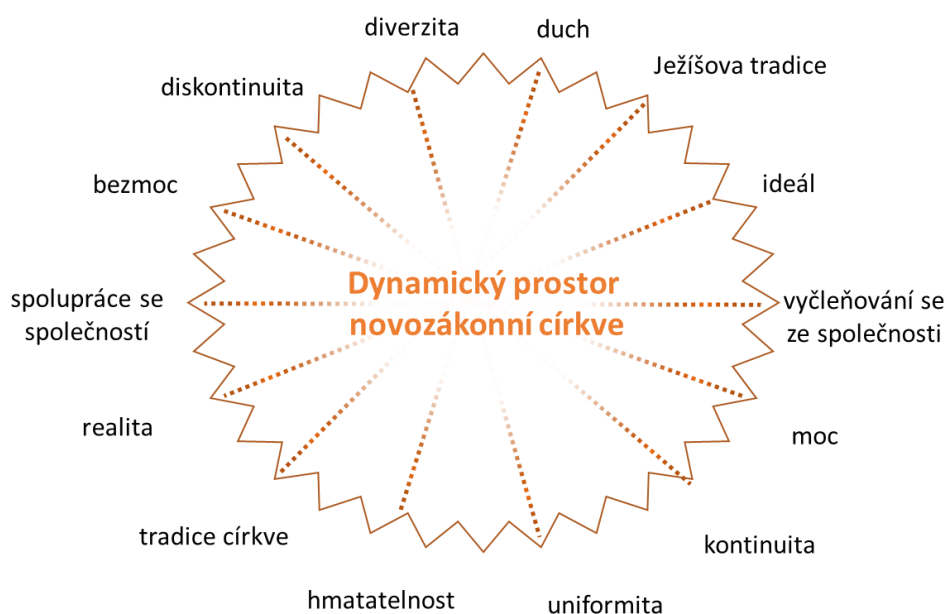 diverzita
duch
Ježíšova tradice
diskontinuita
bezmoc
ideál
Dynamický prostor
novozákonní církve
spolupráce se
společností
vyčleňování se
ze společnosti
realita
moc
tradice církve
kontinuita
hmatatelnost
uniformita